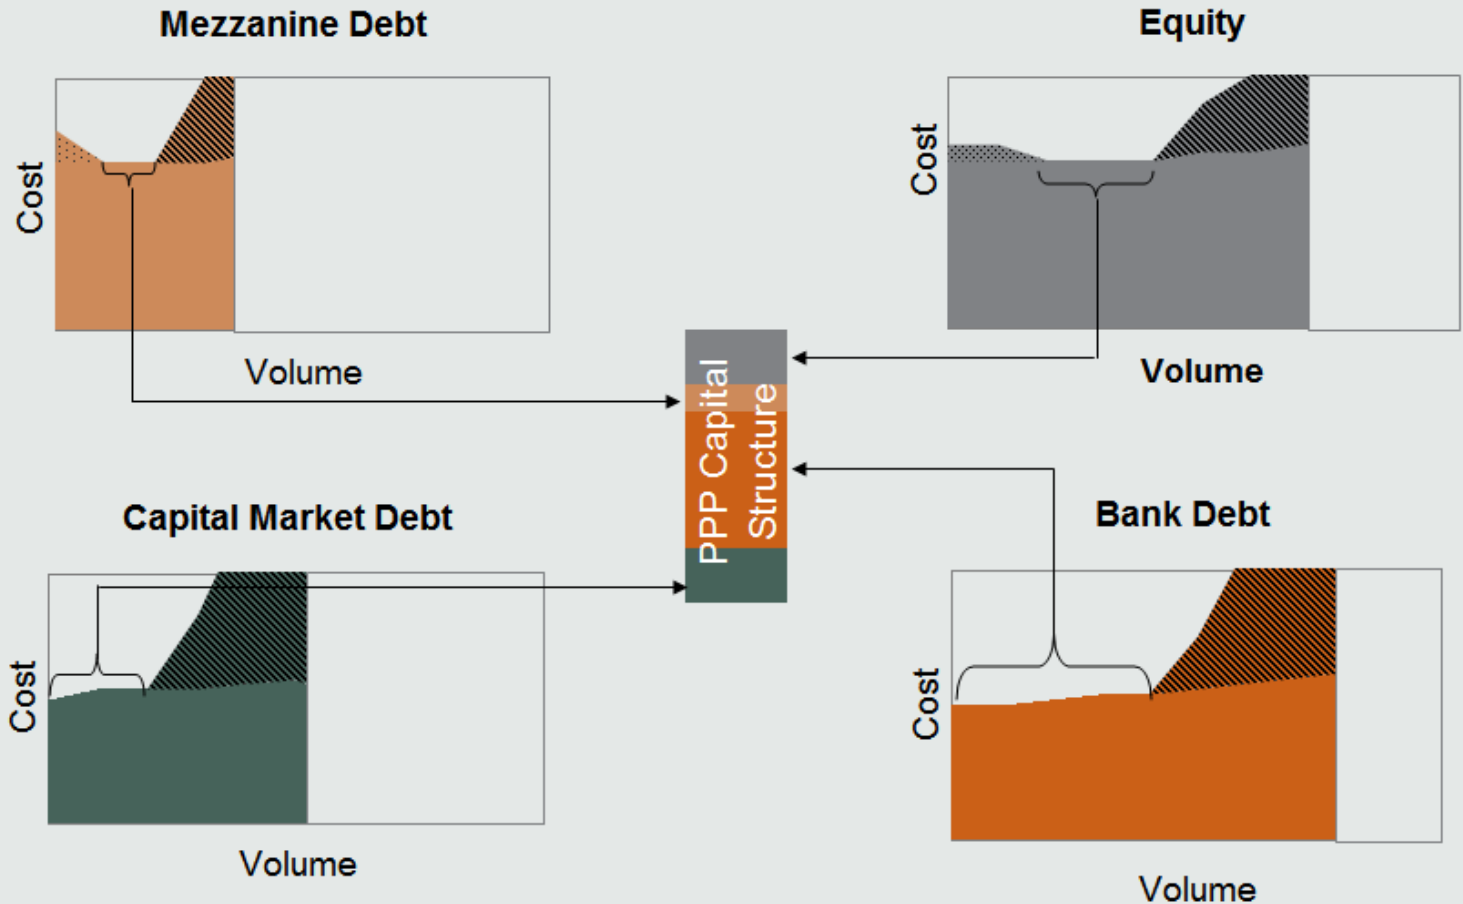 Mezzanine Debt
Equity
Cost
Cost
Volume
Volume
PPP Capital
Structure
Capital Market Debt
Bank Debt
Cost
Cost
Volume
Volume